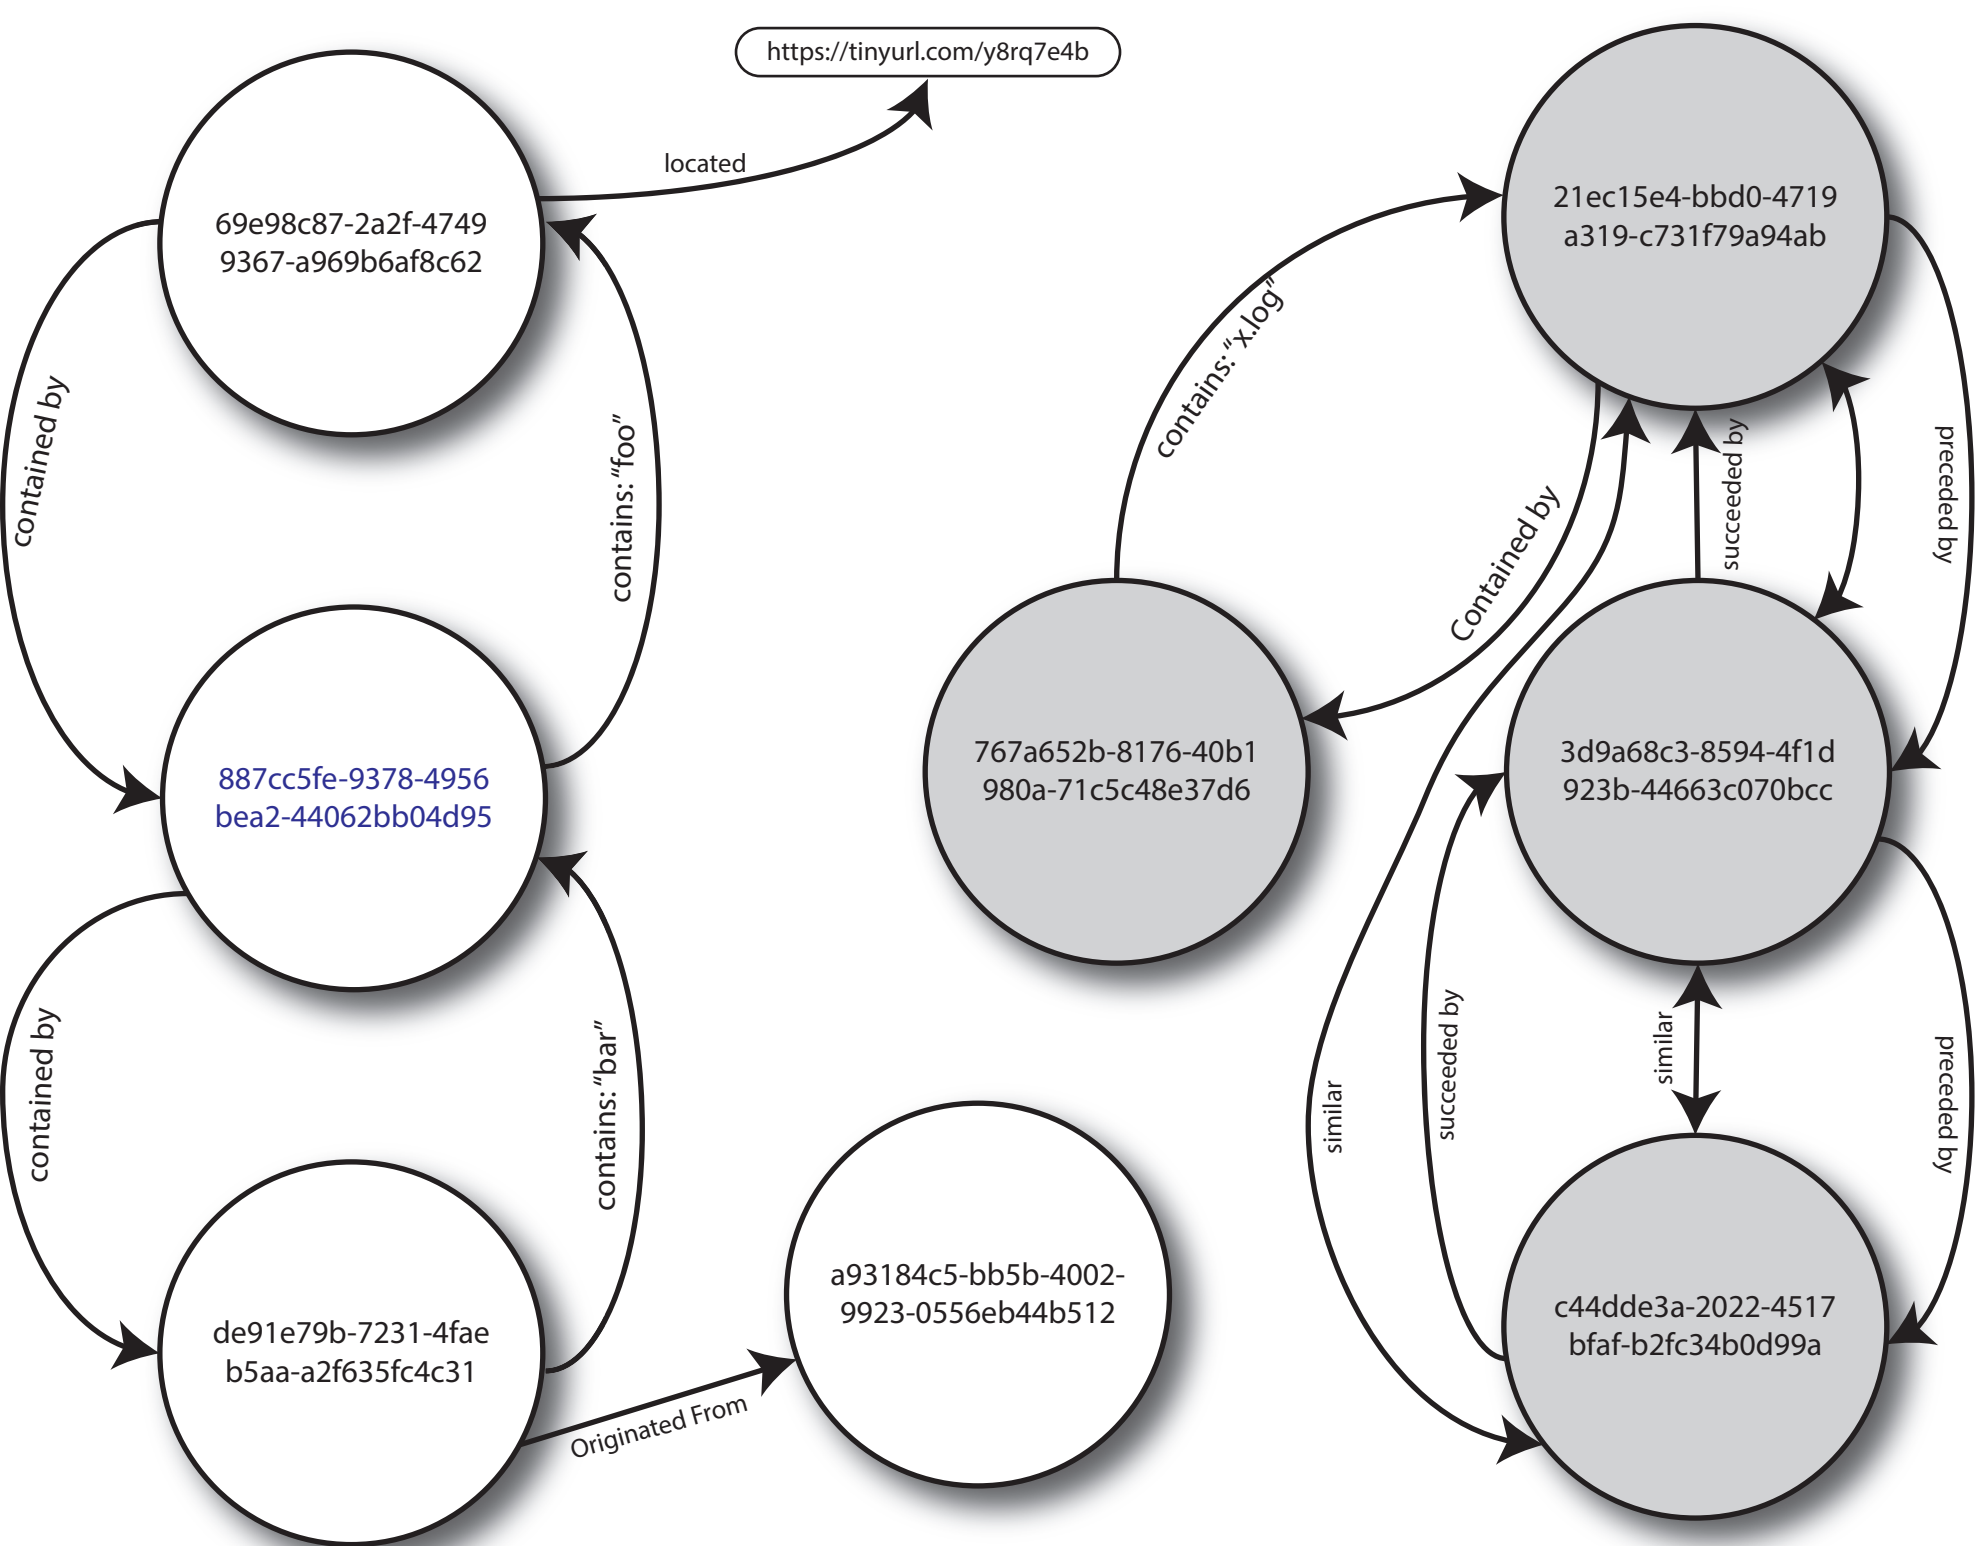 https://tinyurl.com/y8rq7e4b
located
69e98c87-2a2f-4749
9367-a969b6af8c62
21ec15e4-bbd0-4719
a319-c731f79a94ab
contained by
contains: “foo”
contains: “x.log”
Contained by
succeeded by
preceded by
887cc5fe-9378-4956
bea2-44062bb04d95
767a652b-8176-40b1
980a-71c5c48e37d6
3d9a68c3-8594-4f1d
923b-44663c070bcc
contained by
contains: “bar”
similar
succeeded by
similar
preceded by
de91e79b-7231-4fae
b5aa-a2f635fc4c31
Originated From
a93184c5-bb5b-4002-
9923-0556eb44b512
c44dde3a-2022-4517
bfaf-b2fc34b0d99a